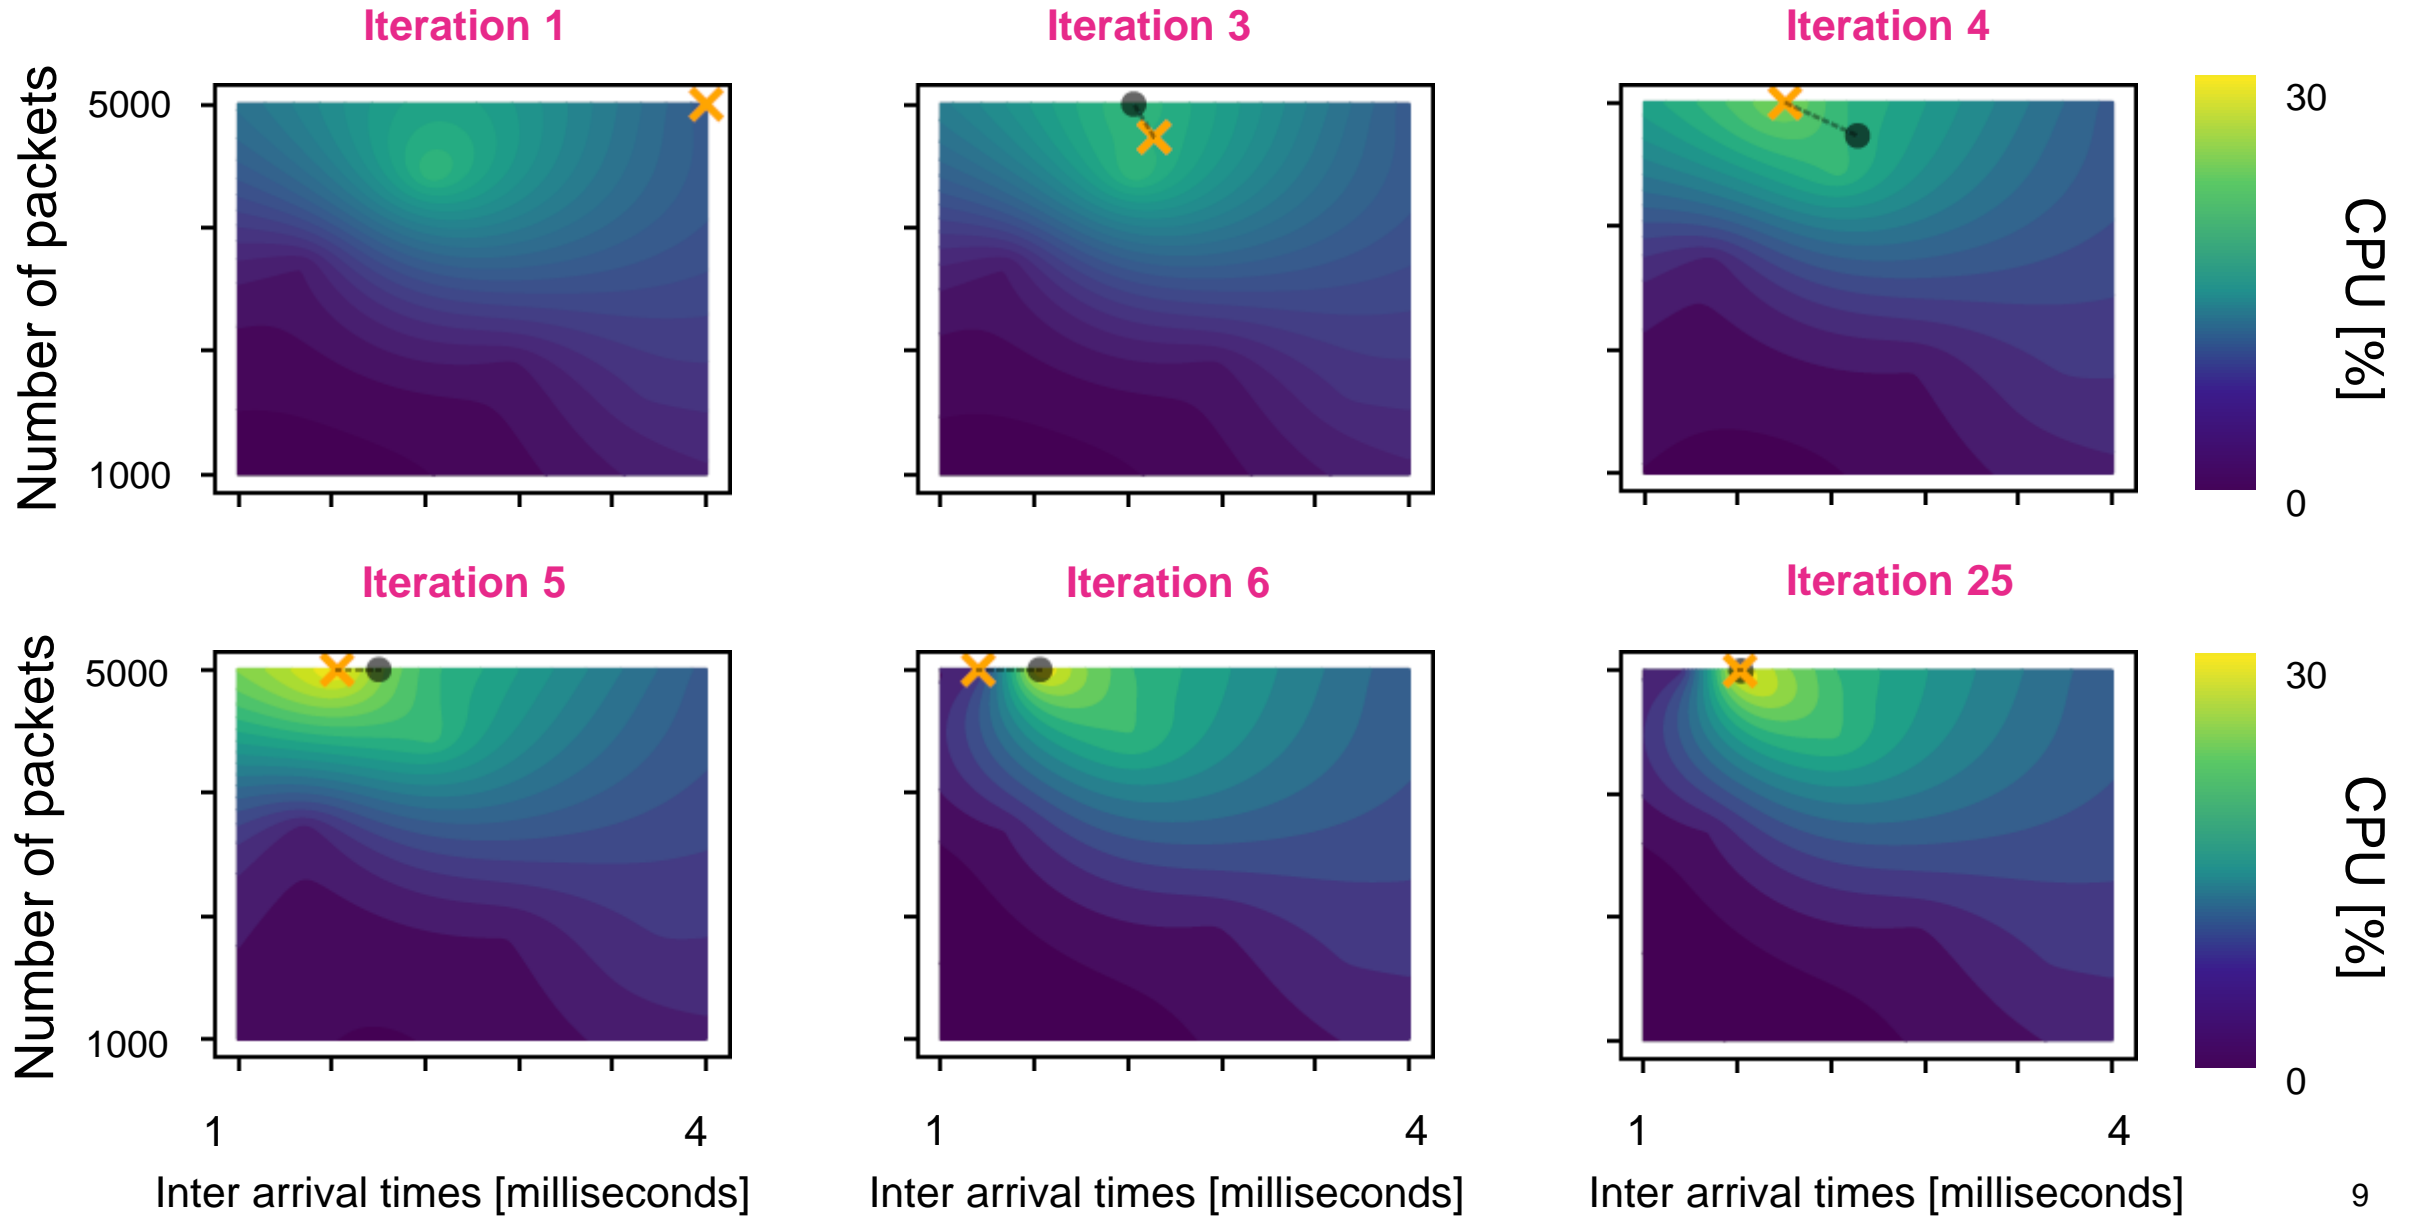 Iteration 1
Iteration 3
Iteration 4
Number of packets
5000
1000
30
0
CPU [%]
Iteration 5
Iteration 6
Iteration 25
Number of packets
5000
1000
30
0
CPU [%]
1 4
1 4
1 4
Inter arrival times [milliseconds]
Inter arrival times [milliseconds]
Inter arrival times [milliseconds]
9